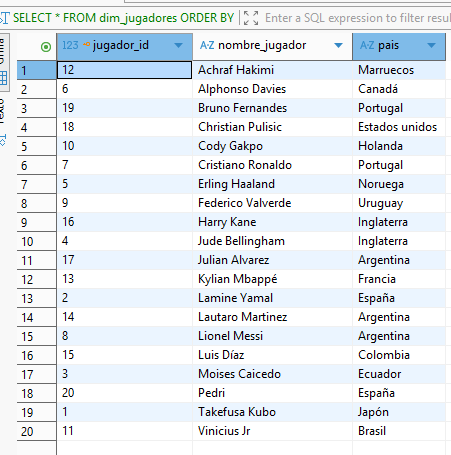 SELECT * FROM dim_jugadores ORDER BY Enter a SQL expression to filter resul
Grilla
Texto
123 jugador_id A-Z nombre_jugador A-Z pais
1 12 Achraf Hakimi Marruecos
2 6 Alphonso Davies Canadá
3 19 Bruno Fernandes Portugal
4 18 Christian Pulisic Estados unidos
5 10 Cody Gakpo Holanda
6 7 Cristiano Ronaldo Portugal
7 5 Erling Haaland Noruega
8 9 Federico Valverde Uruguay
9 16 Harry Kane Inglaterra
10 4 Jude Bellingham Inglaterra
11 17 Julian Alvarez Argentina
12 13 Kylian Mbappé Francia
13 2 Lamine Yamal España
14 14 Lautaro Martinez Argentina
15 8 Lionel Messi Argentina
16 15 Luis Díaz Colombia
17 3 Moises Caicedo Ecuador
18 20 Pedri España
19 1 Takefusa Kubo Japón
20 11 Vinicius Jr Brasil